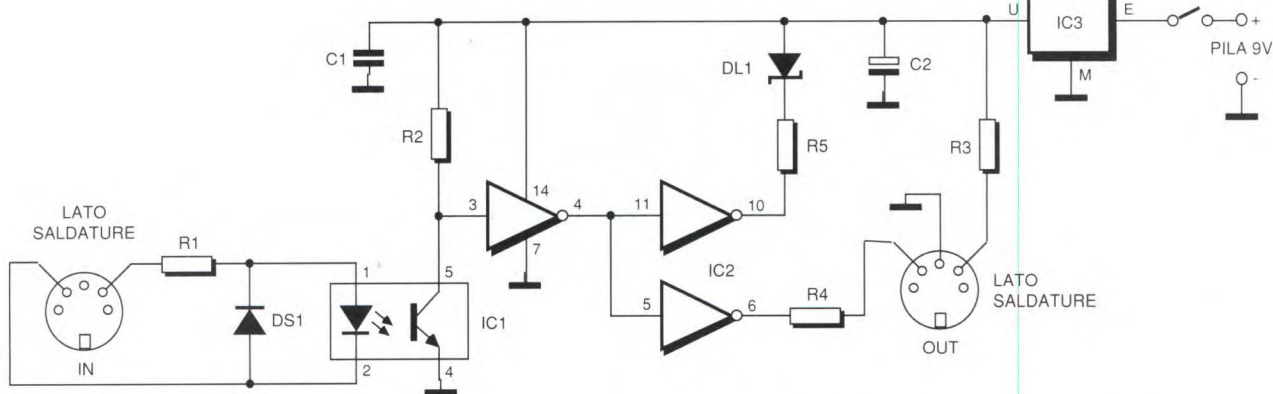 U
IC3
E
+
PILA 9V
-
M
C1
DL1
C2
R2
R5
R3
14
3
4
7
11
10
IC2
5
6
R4
LATO
SALDATURE
R1
1
5
DS1
IC1
2
4
IN
LATO
SALDATURE
OUT